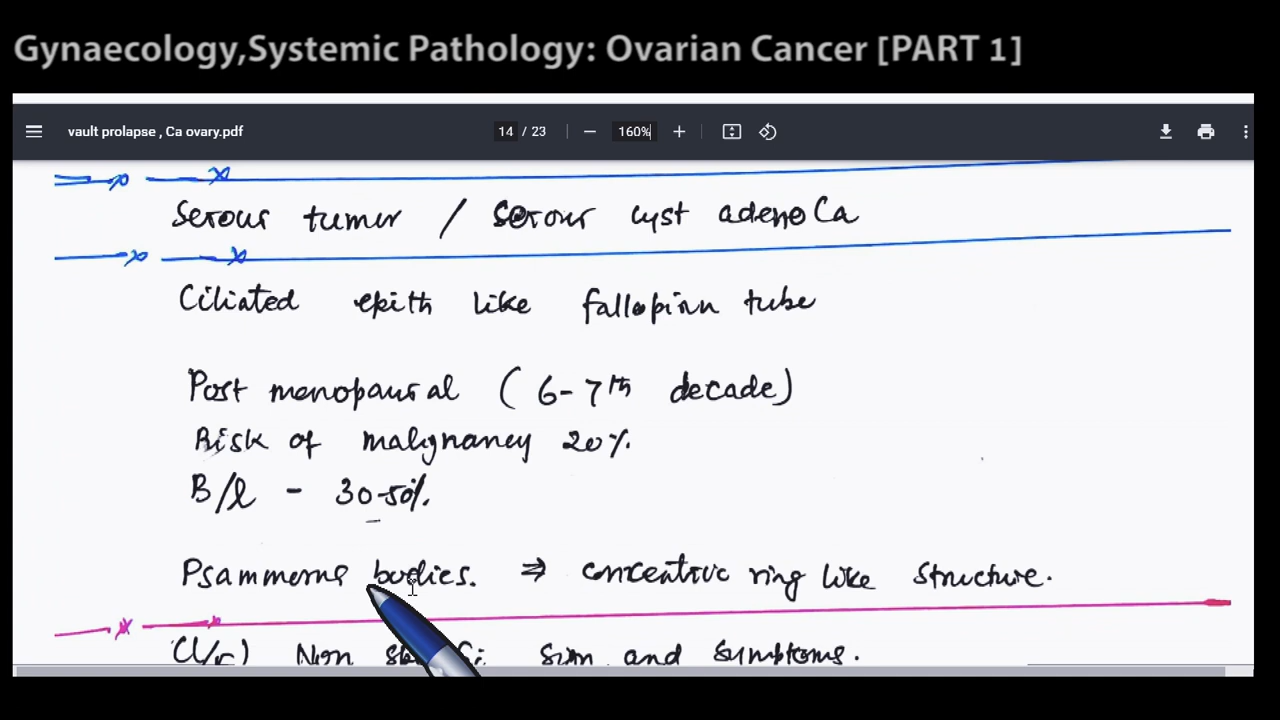 Gynaecology,Systemic Pathology: Ovarian Cancer [PART 1]
vault prolapse , Ca ovary.pdf 14 / 23 160%
Serous tumer / Serous cyst adenoCa
Ciliated epith like fallopian tube
Post menopausal ( 6-7th decade)
Risk of malignancy 20%.
B/l - 30-50%.
Psammoma bodies. ⇒ concentric ring like structure.
Non sign and symptoms.